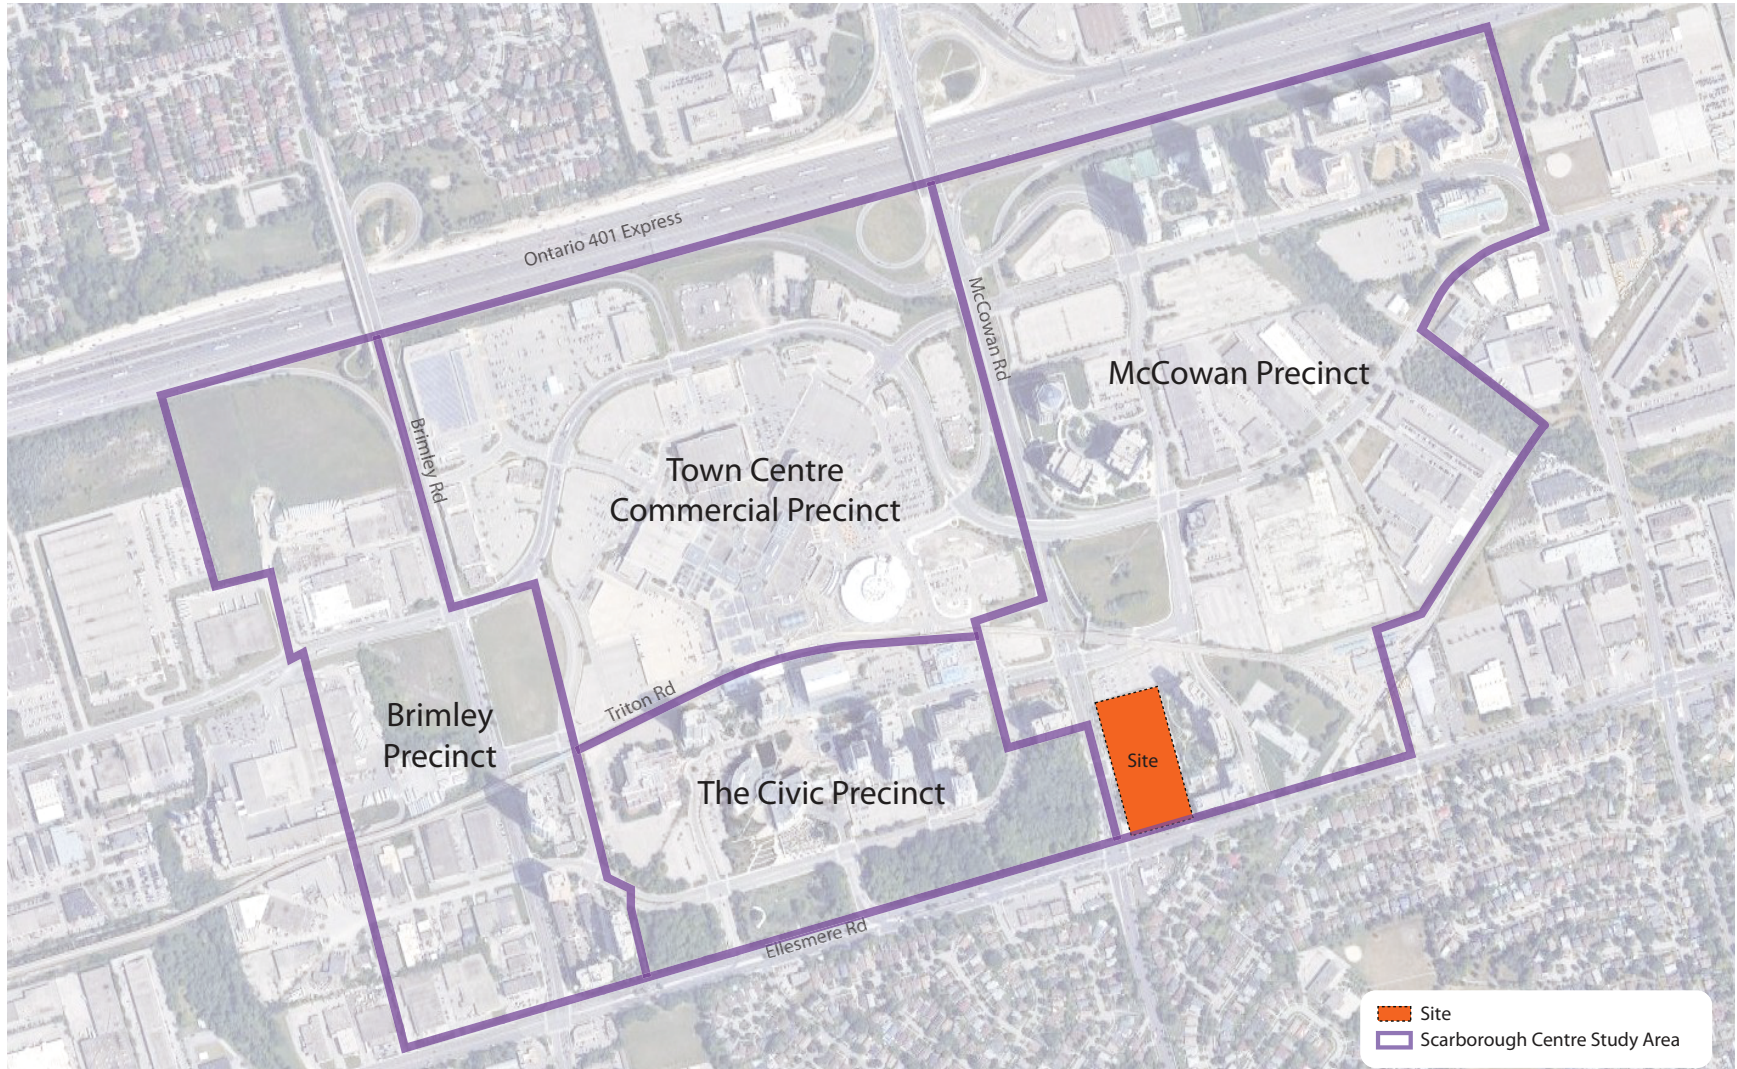 Ontario 401 Express
McCowan Rd
McCowan Precinct
Brimley Rd
Town Centre
Commercial Precinct
Triton Rd
Brimley
Precinct
Site
The Civic Precinct
Ellesmere Rd
Site
Scarborough Centre Study Area